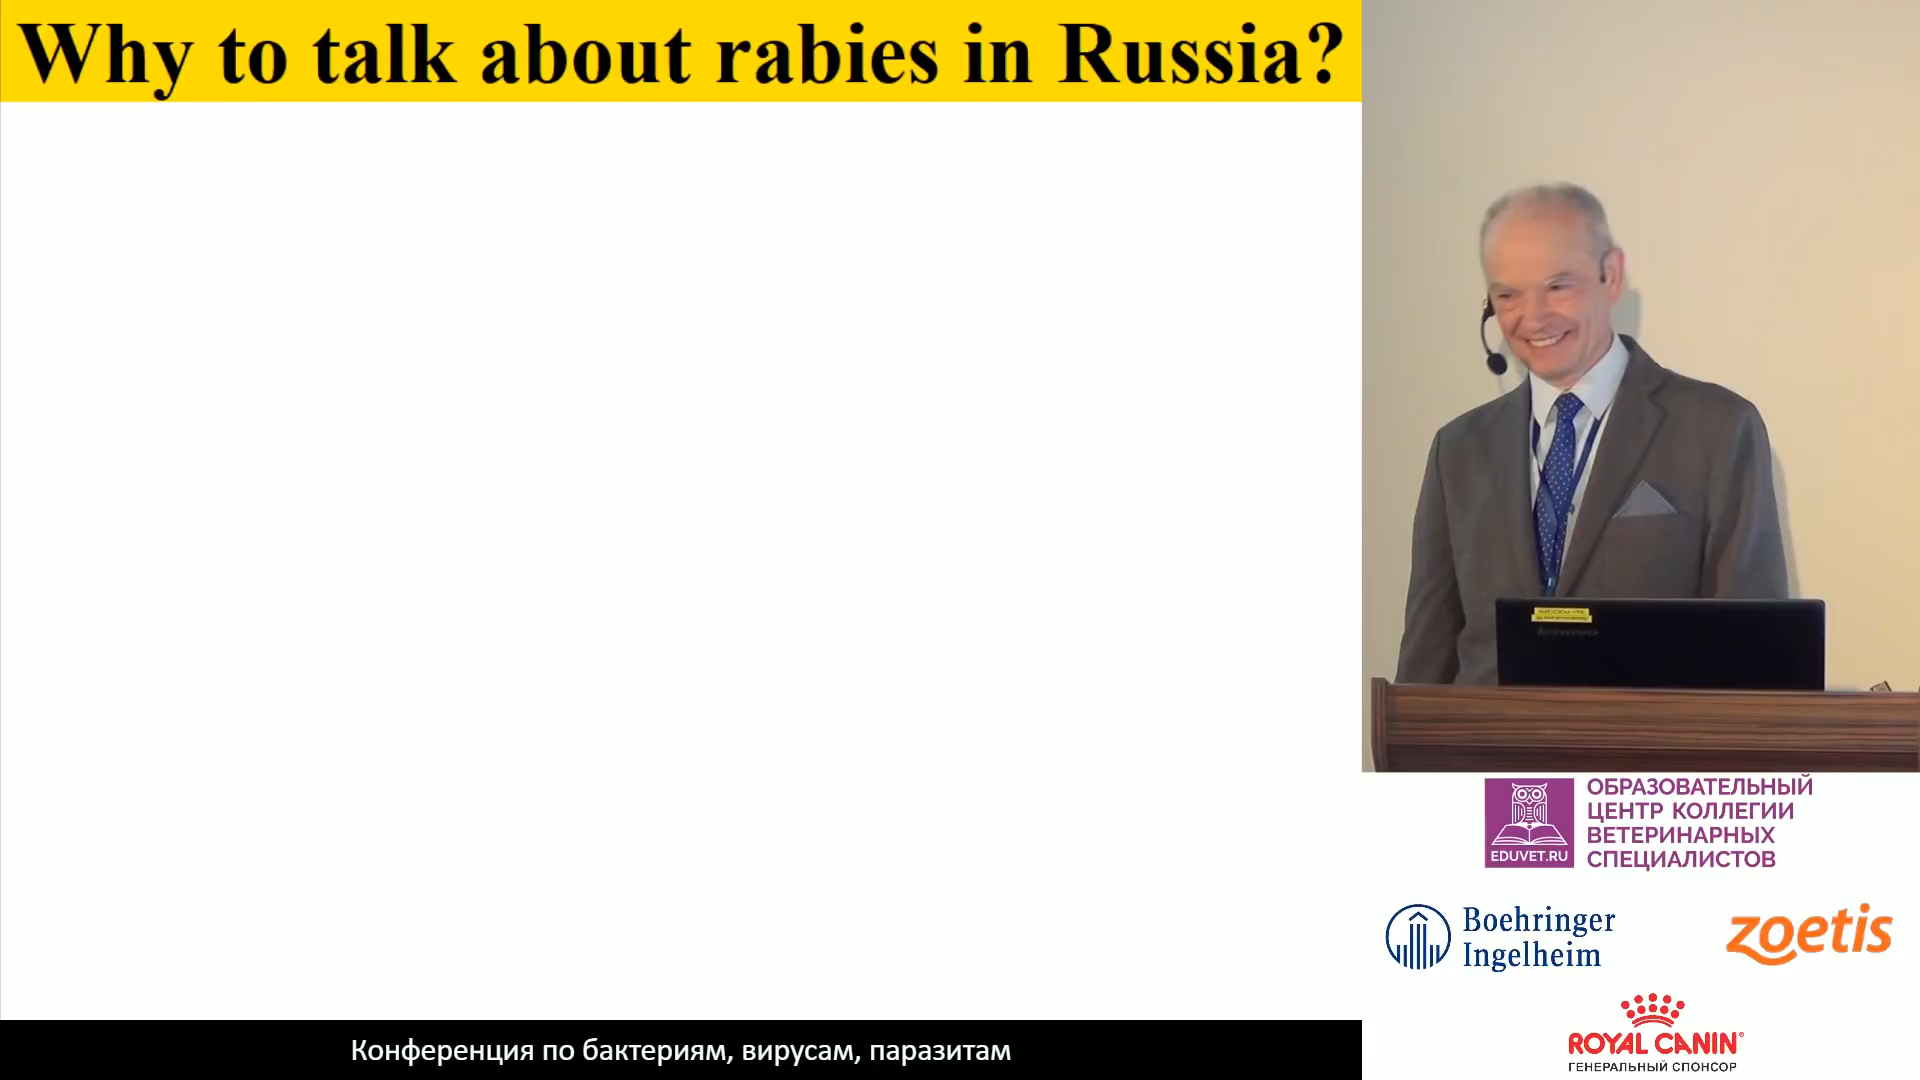 Why to talk about rabies in Russia?
EDUVET.RU
ОБРАЗОВАТЕЛЬНЫЙ
ЦЕНТР КОЛЛЕГИИ
ВЕТЕРИНАРНЫХ
СПЕЦИАЛИСТОВ
Boehringer
Ingelheim
zoetis
ROYAL CANIN®
ГЕНЕРАЛЬНЫЙ СПОНСОР
Конференция по бактериям, вирусам, паразитам